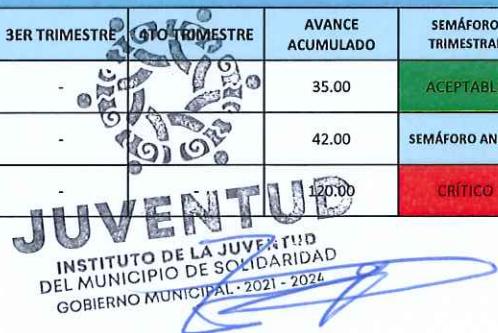 3ER TRIMESTRE 4TO TRIMESTRE AVANCE ACUMULADO SEMÁFORO TRIMESTRAL
- - 35.00 ACEPTABL
- 42.00 SEMÁFORO AN
- - 120.00 CRÍTICO
JUVENTUD
INSTITUTO DE LA JUVENTUD
DEL MUNICIPIO DE SOLIDARIDAD
GOBIERNO MUNICIPAL · 2021 - 2024